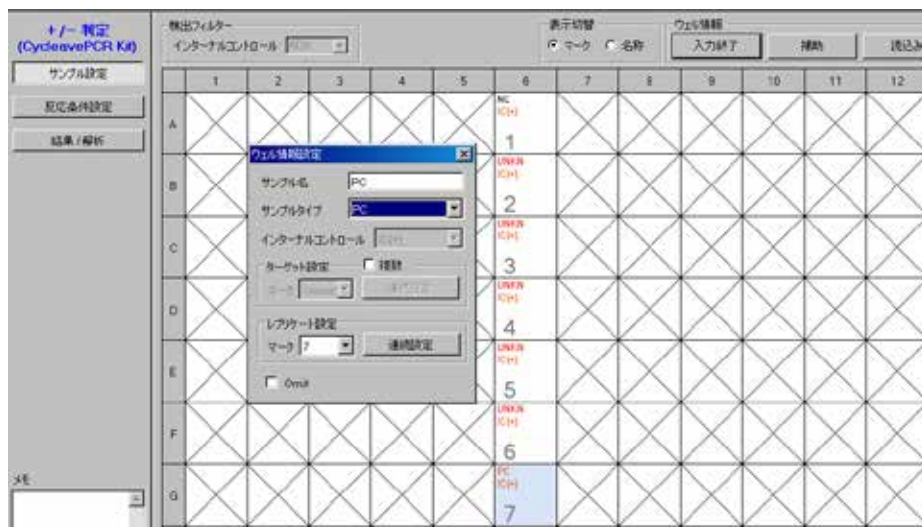 +/- 判定
(CycleavePCR Kit)
サンプル設定
反応条件設定
結果/解析
メモ
検出フィルター
インターナルコントロール
表示切替
マーク
名称
ウェル情報
入力終了
補助
読込み
1 2 3 4 5 6 7 8 9 10 11 12
A
NC
IC(+)
1
B
UNKN
IC(+)
2
C
UNKN
IC(+)
3
D
UNKN
IC(+)
4
E
UNKN
IC(+)
5
F
UNKN
IC(+)
6
G
PC
IC(+)
7
ウェル情報設定
サンプル名 PC
サンプルタイプ PC
インターナルコントロール IC(+)
ターゲット設定 複数
マーク
レプリケート設定
マーク 7 連続設定
Omit